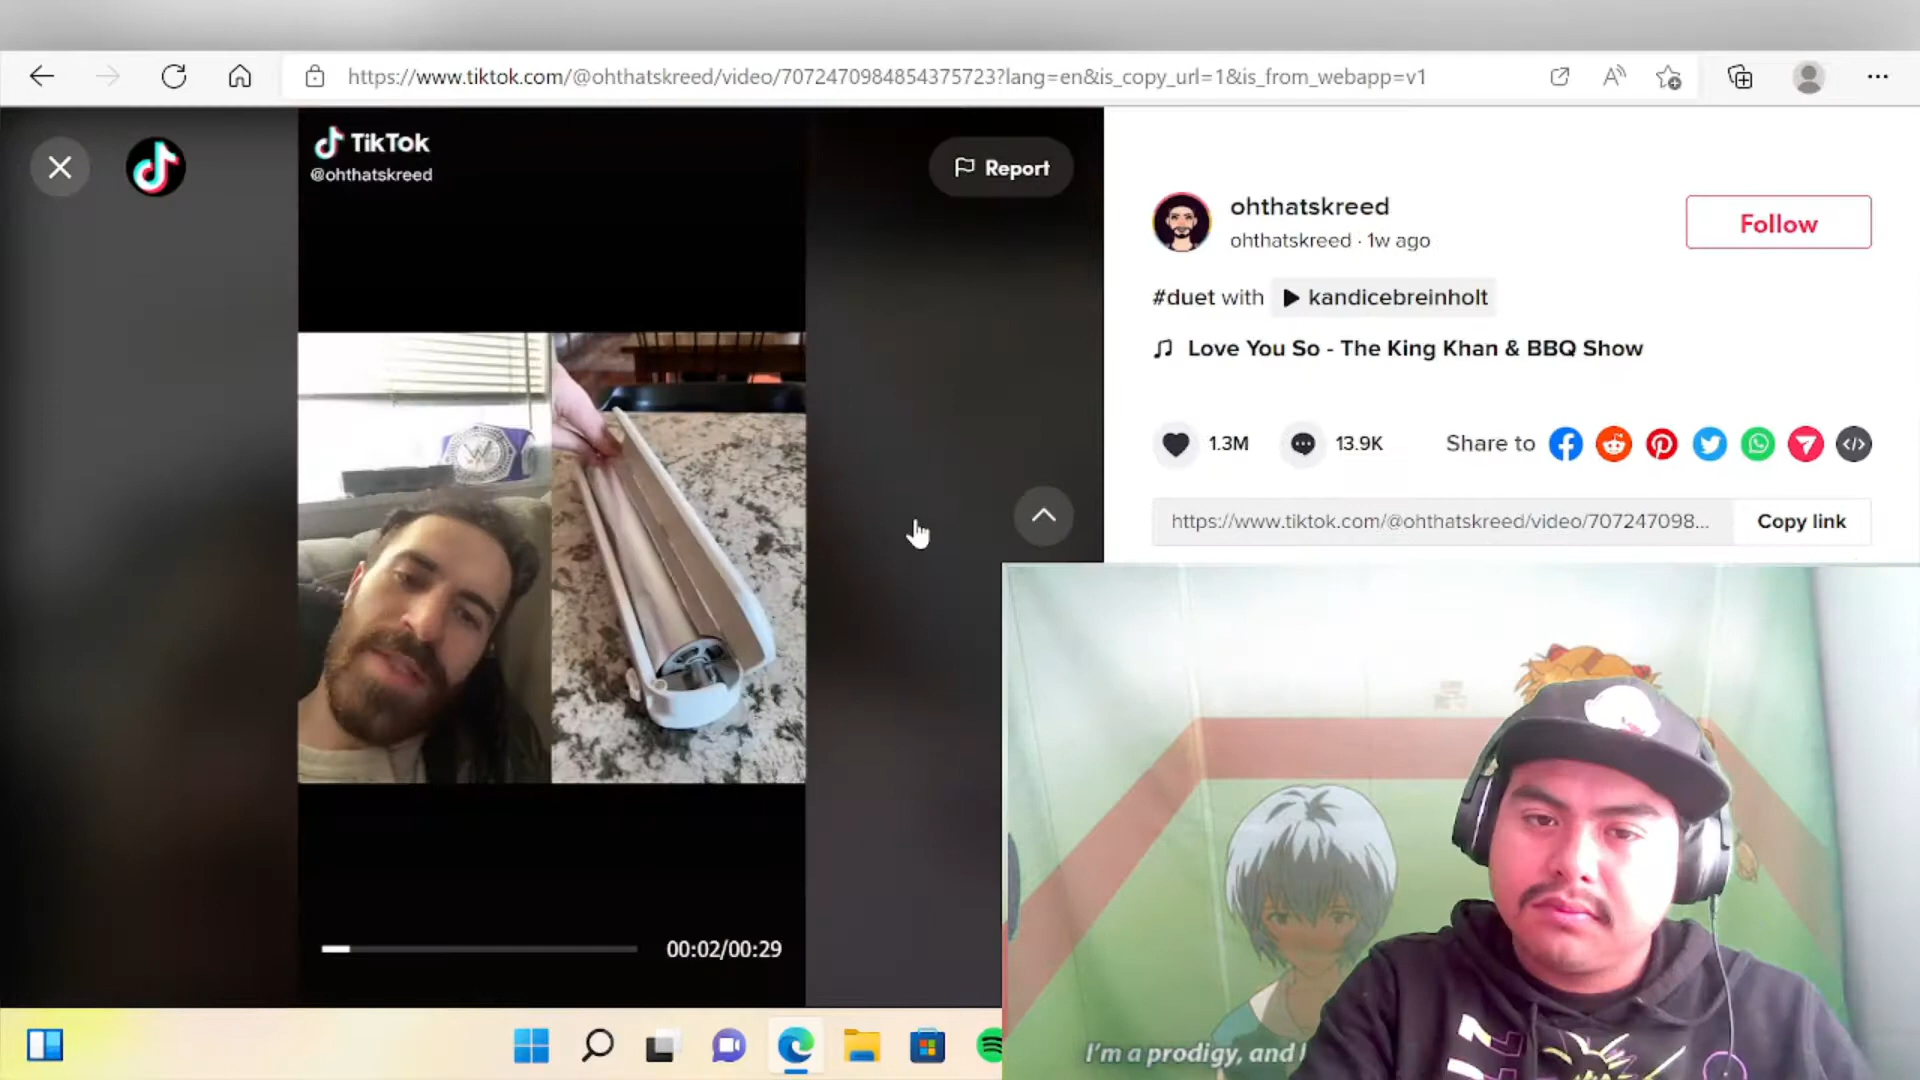 https://www.tiktok.com/@ohthatskreed/video/7072470984854375723?lang=en&is_copy_url=1&is_from_webapp=v1
TikTok
@ohthatskreed
Report
ohthatskreed
ohthatskreed · 1w ago
Follow
#duet with kandicebreinholt
Love You So - The King Khan & BBQ Show
1.3M
13.9K
Share to
https://www.tiktok.com/@ohthatskreed/video/707247098...
Copy link
W
00:02/00:29
I'm a prodigy, and I